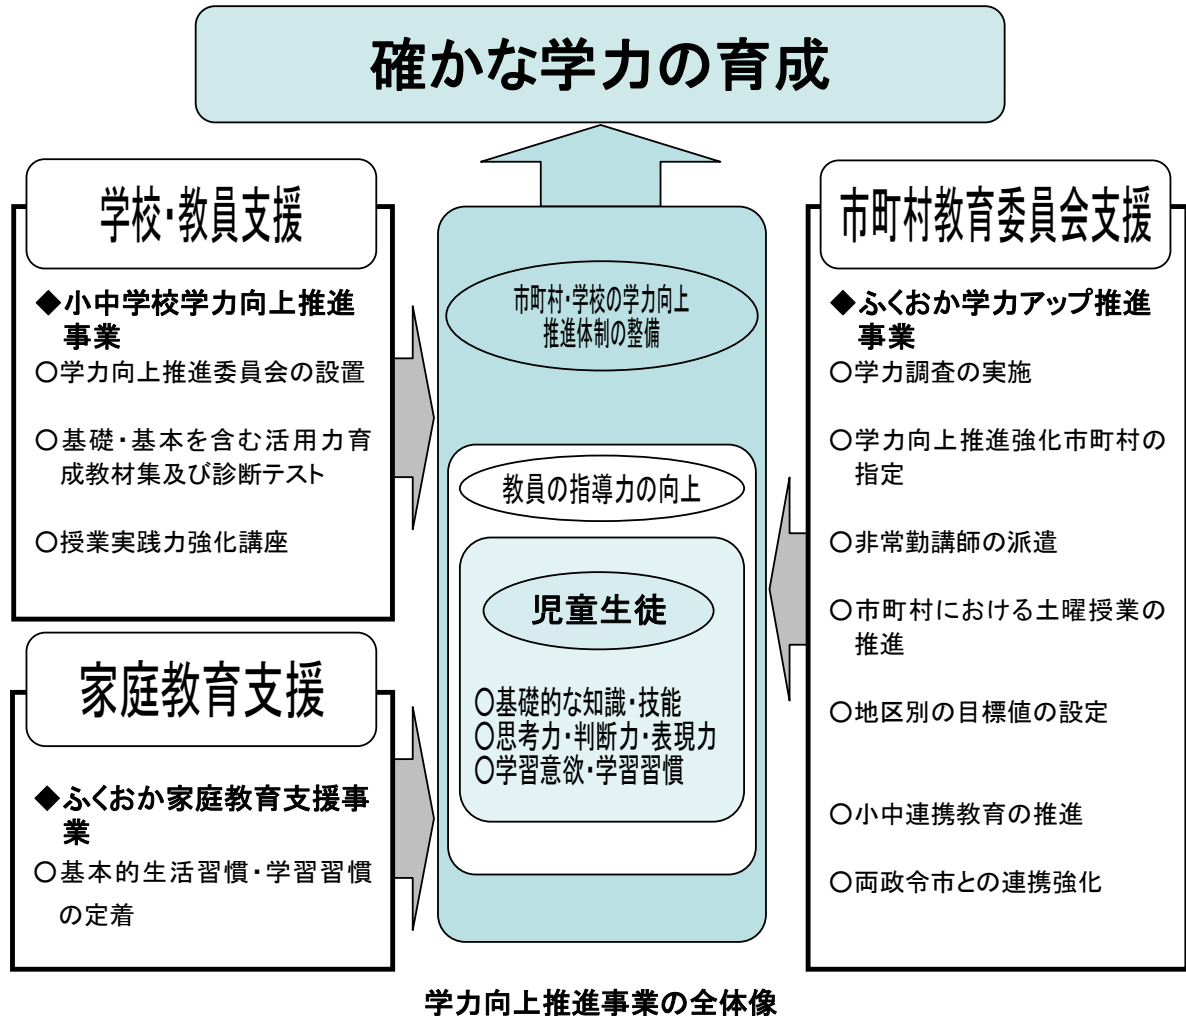 確かな学力の育成
学校・教員支援
◆小中学校学力向上推進
事業
○学力向上推進委員会の設置
○基礎・基本を含む活用力育
成教材集及び診断テスト
○授業実践力強化講座
家庭教育支援
◆ふくおか家庭教育支援事
業
○基本的生活習慣・学習習慣
の定着
市町村・学校の学力向上
推進体制の整備
教員の指導力の向上
児童生徒
○基礎的な知識・技能
○思考力・判断力・表現力
○学習意欲・学習習慣
市町村教育委員会支援
◆ふくおか学力アップ推進
事業
○学力調査の実施
○学力向上推進強化市町村の
指定
○非常勤講師の派遣
○市町村における土曜授業の
推進
○地区別の目標値の設定
○小中連携教育の推進
○両政令市との連携強化
学力向上推進事業の全体像